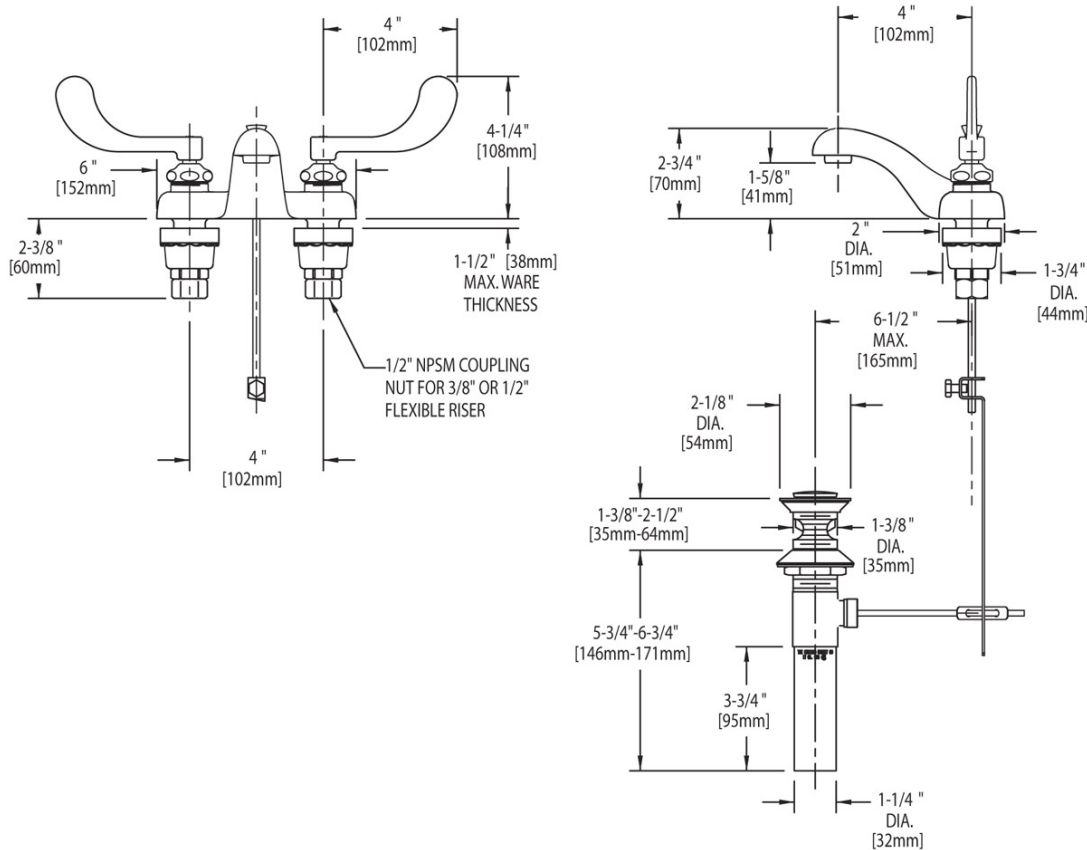 4 "
[102mm]
6 "
[152mm]
4-1/4"
[108mm]
2-3/8 "
[60mm]
1-1/2" [38mm]
MAX. WARE
THICKNESS
1/2" NPSM COUPLING
NUT FOR 3/8" OR 1/2"
FLEXIBLE RISER
4 "
[102mm]
4 "
[102mm]
2-3/4"
[70mm]
1-5/8"
[41mm]
2 "
DIA.
[51mm]
1-3/4"
DIA.
[44mm]
6-1/2 "
MAX.
[165mm]
2-1/8"
DIA.
[54mm]
1-3/8"-2-1/2"
[35mm-64mm]
1-3/8"
DIA.
[35mm]
5-3/4"-6-3/4"
[146mm-171mm]
3-3/4 "
[95mm]
1-1/4 "
DIA.
[32mm]